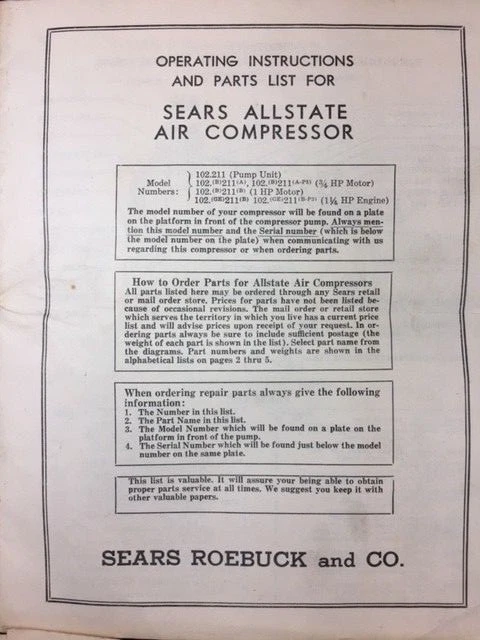 OPERATING INSTRUCTIONS
AND PARTS LIST FOR
SEARS ALLSTATE
AIR COMPRESSOR
Model
Numbers:
102.211 (Pump Unit)
102.(B)211(A), 102.(B)211(A-P2) (¾ HP Motor)
102.(B)211(B) (1 HP Motor)
102.(GE)211(B) 102.(GE)211(B-P2) (1½ HP Engine)
The model number of your compressor will be found on a plate
on the platform in front of the compressor pump. Always men-
tion this model number and the Serial number (which is below
the model number on the plate) when communicating with us
regarding this compressor or when ordering parts.
How to Order Parts for Allstate Air Compressors
All parts listed here may be ordered through any Sears retail
or mail order store. Prices for parts have not been listed be-
cause of occasional revisions. The mail order or retail store
which serves the territory in which you live has a current price
list and will advise prices upon receipt of your request. In or-
dering parts always be sure to include sufficient postage (the
weight of each part is shown in the list). Select part name from
the diagrams. Part numbers and weights are shown in the
alphabetical lists on pages 2 thru 5.
When ordering repair parts always give the following
information:
1. The Number in this list.
2. The Part Name in this list.
3. The Model Number which will be found on a plate on the
platform in front of the pump.
4. The Serial Number which will be found just below the model
number on the same plate.
This list is valuable. It will assure your being able to obtain
proper parts service at all times. We suggest you keep it with
other valuable papers.
SEARS ROEBUCK and CO.